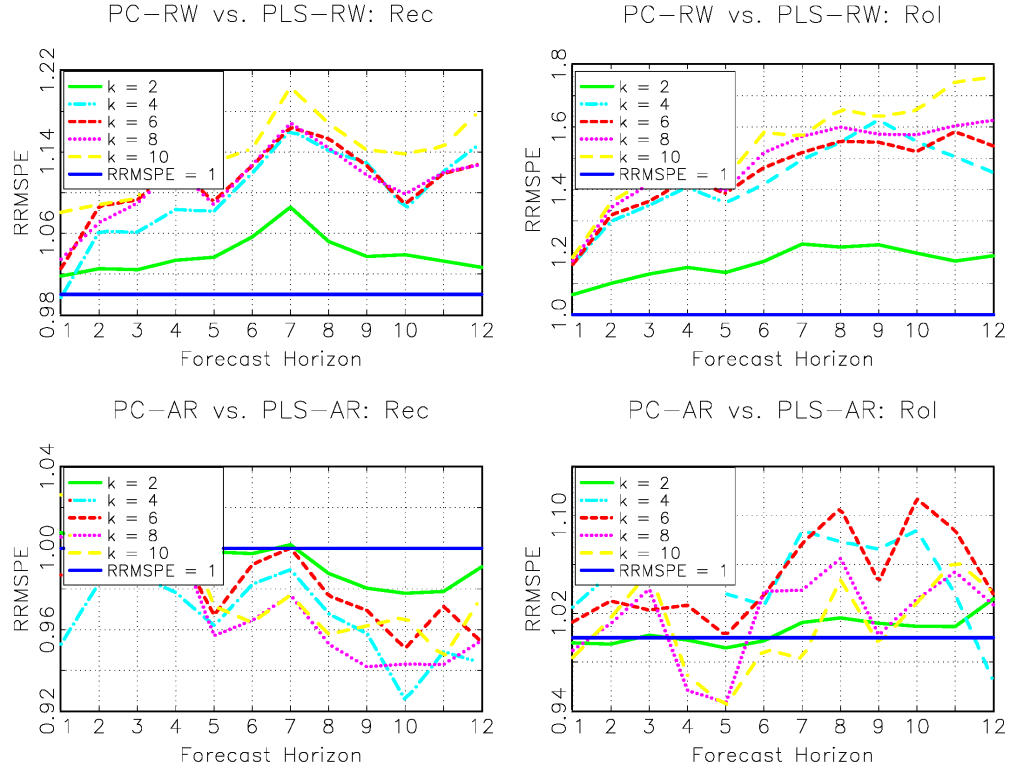 PC-RW vs. PLS-RW: Rec
RRMSPE
1.22
1.14
1.06
0.98
k = 2
k = 4
k = 6
k = 8
k = 10
RRMSPE = 1
1 2 3 4 5 6 7 8 9 10 12
Forecast Horizon
PC-RW vs. PLS-RW: Rol
RRMSPE
1.8
1.6
1.4
1.2
1.0
k = 2
k = 4
k = 6
k = 8
k = 10
RRMSPE = 1
1 2 3 4 5 6 7 8 9 10 12
Forecast Horizon
PC-AR vs. PLS-AR: Rec
RRMSPE
1.04
1.00
0.96
0.92
k = 2
k = 4
k = 6
k = 8
k = 10
RRMSPE = 1
1 2 3 4 5 6 7 8 9 10 12
Forecast Horizon
PC-AR vs. PLS-AR: Rol
RRMSPE
1.10
1.02
0.94
k = 2
k = 4
k = 6
k = 8
k = 10
RRMSPE = 1
1 2 3 4 5 6 7 8 9 10 12
Forecast Horizon